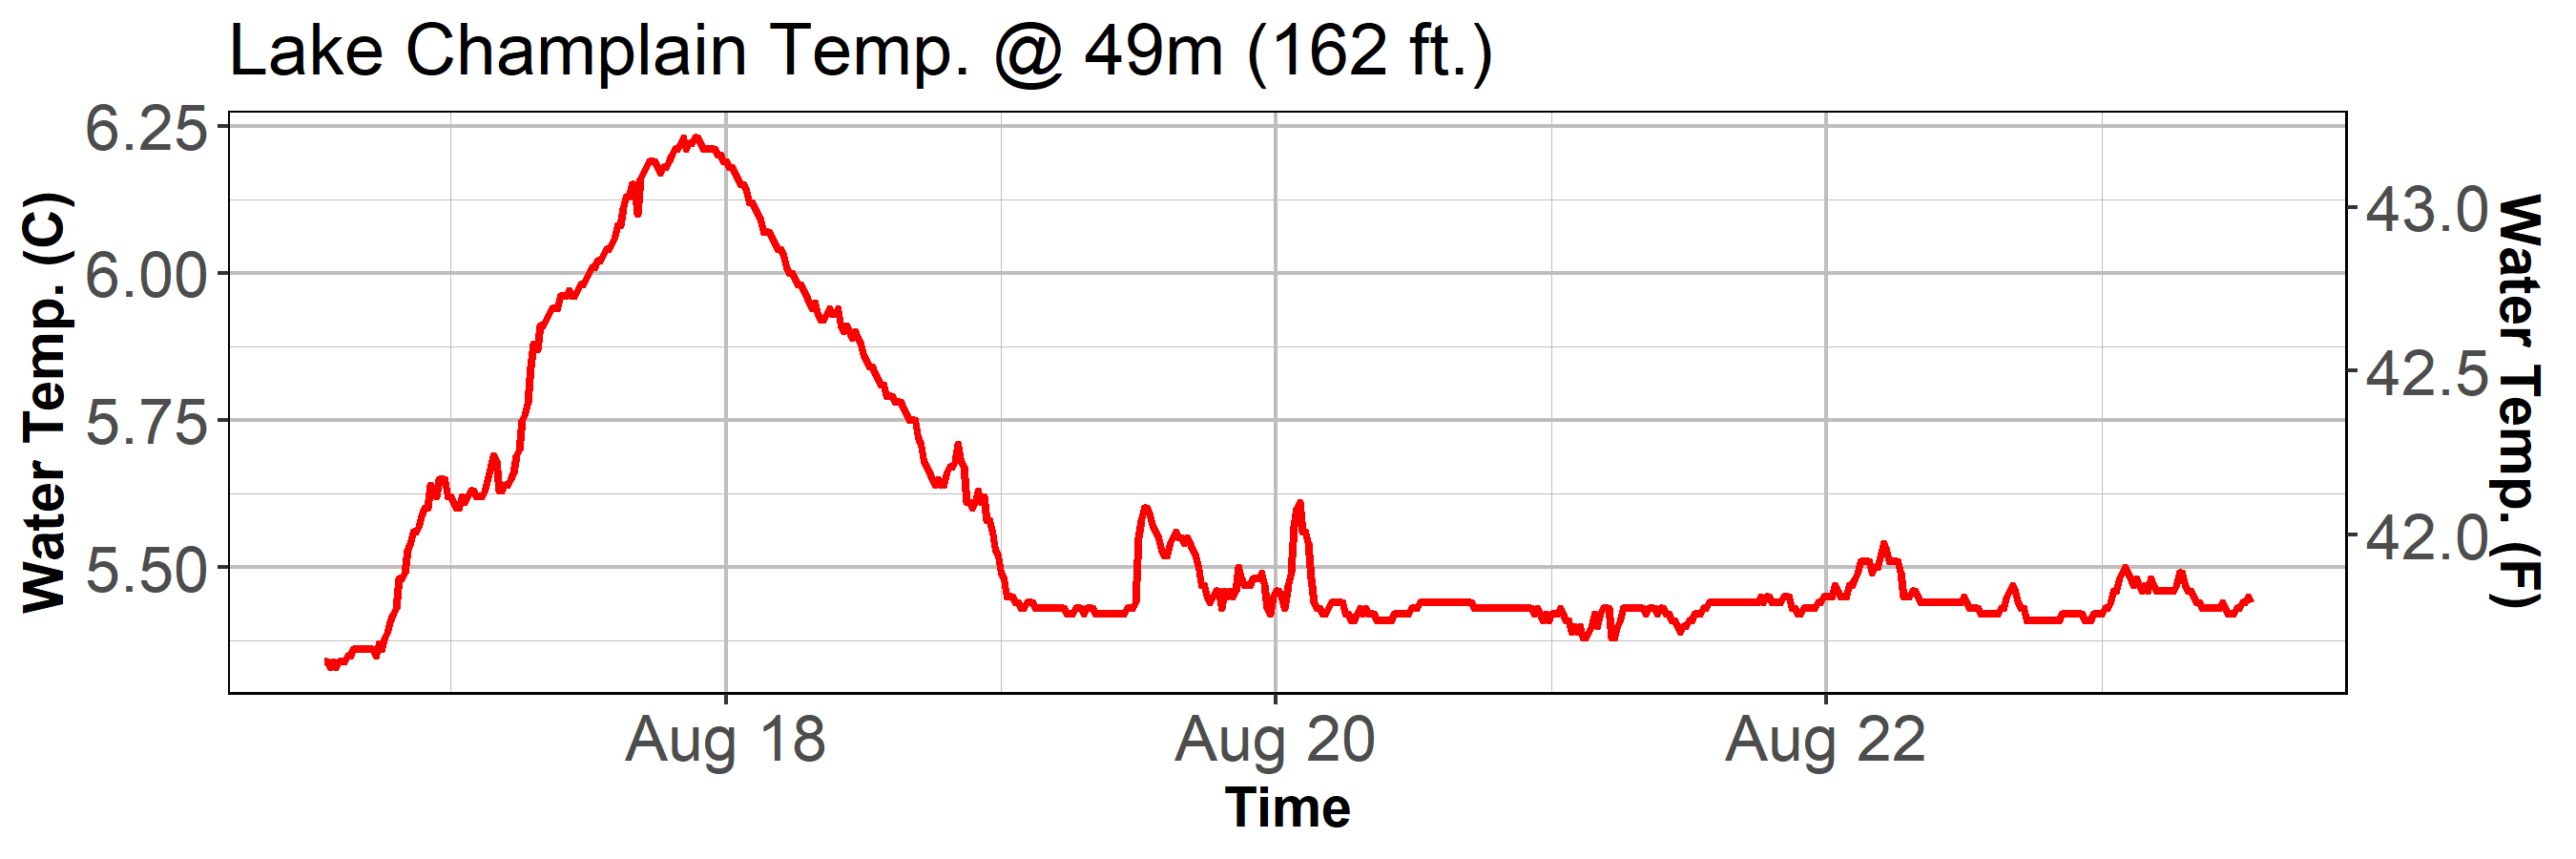 Lake Champlain Temp. @ 49m (162 ft.)
Water Temp. (C)
6.25
6.00
5.75
5.50
43.0
42.5
42.0
Water Temp. (F)
Aug 18
Aug 20
Aug 22
Time